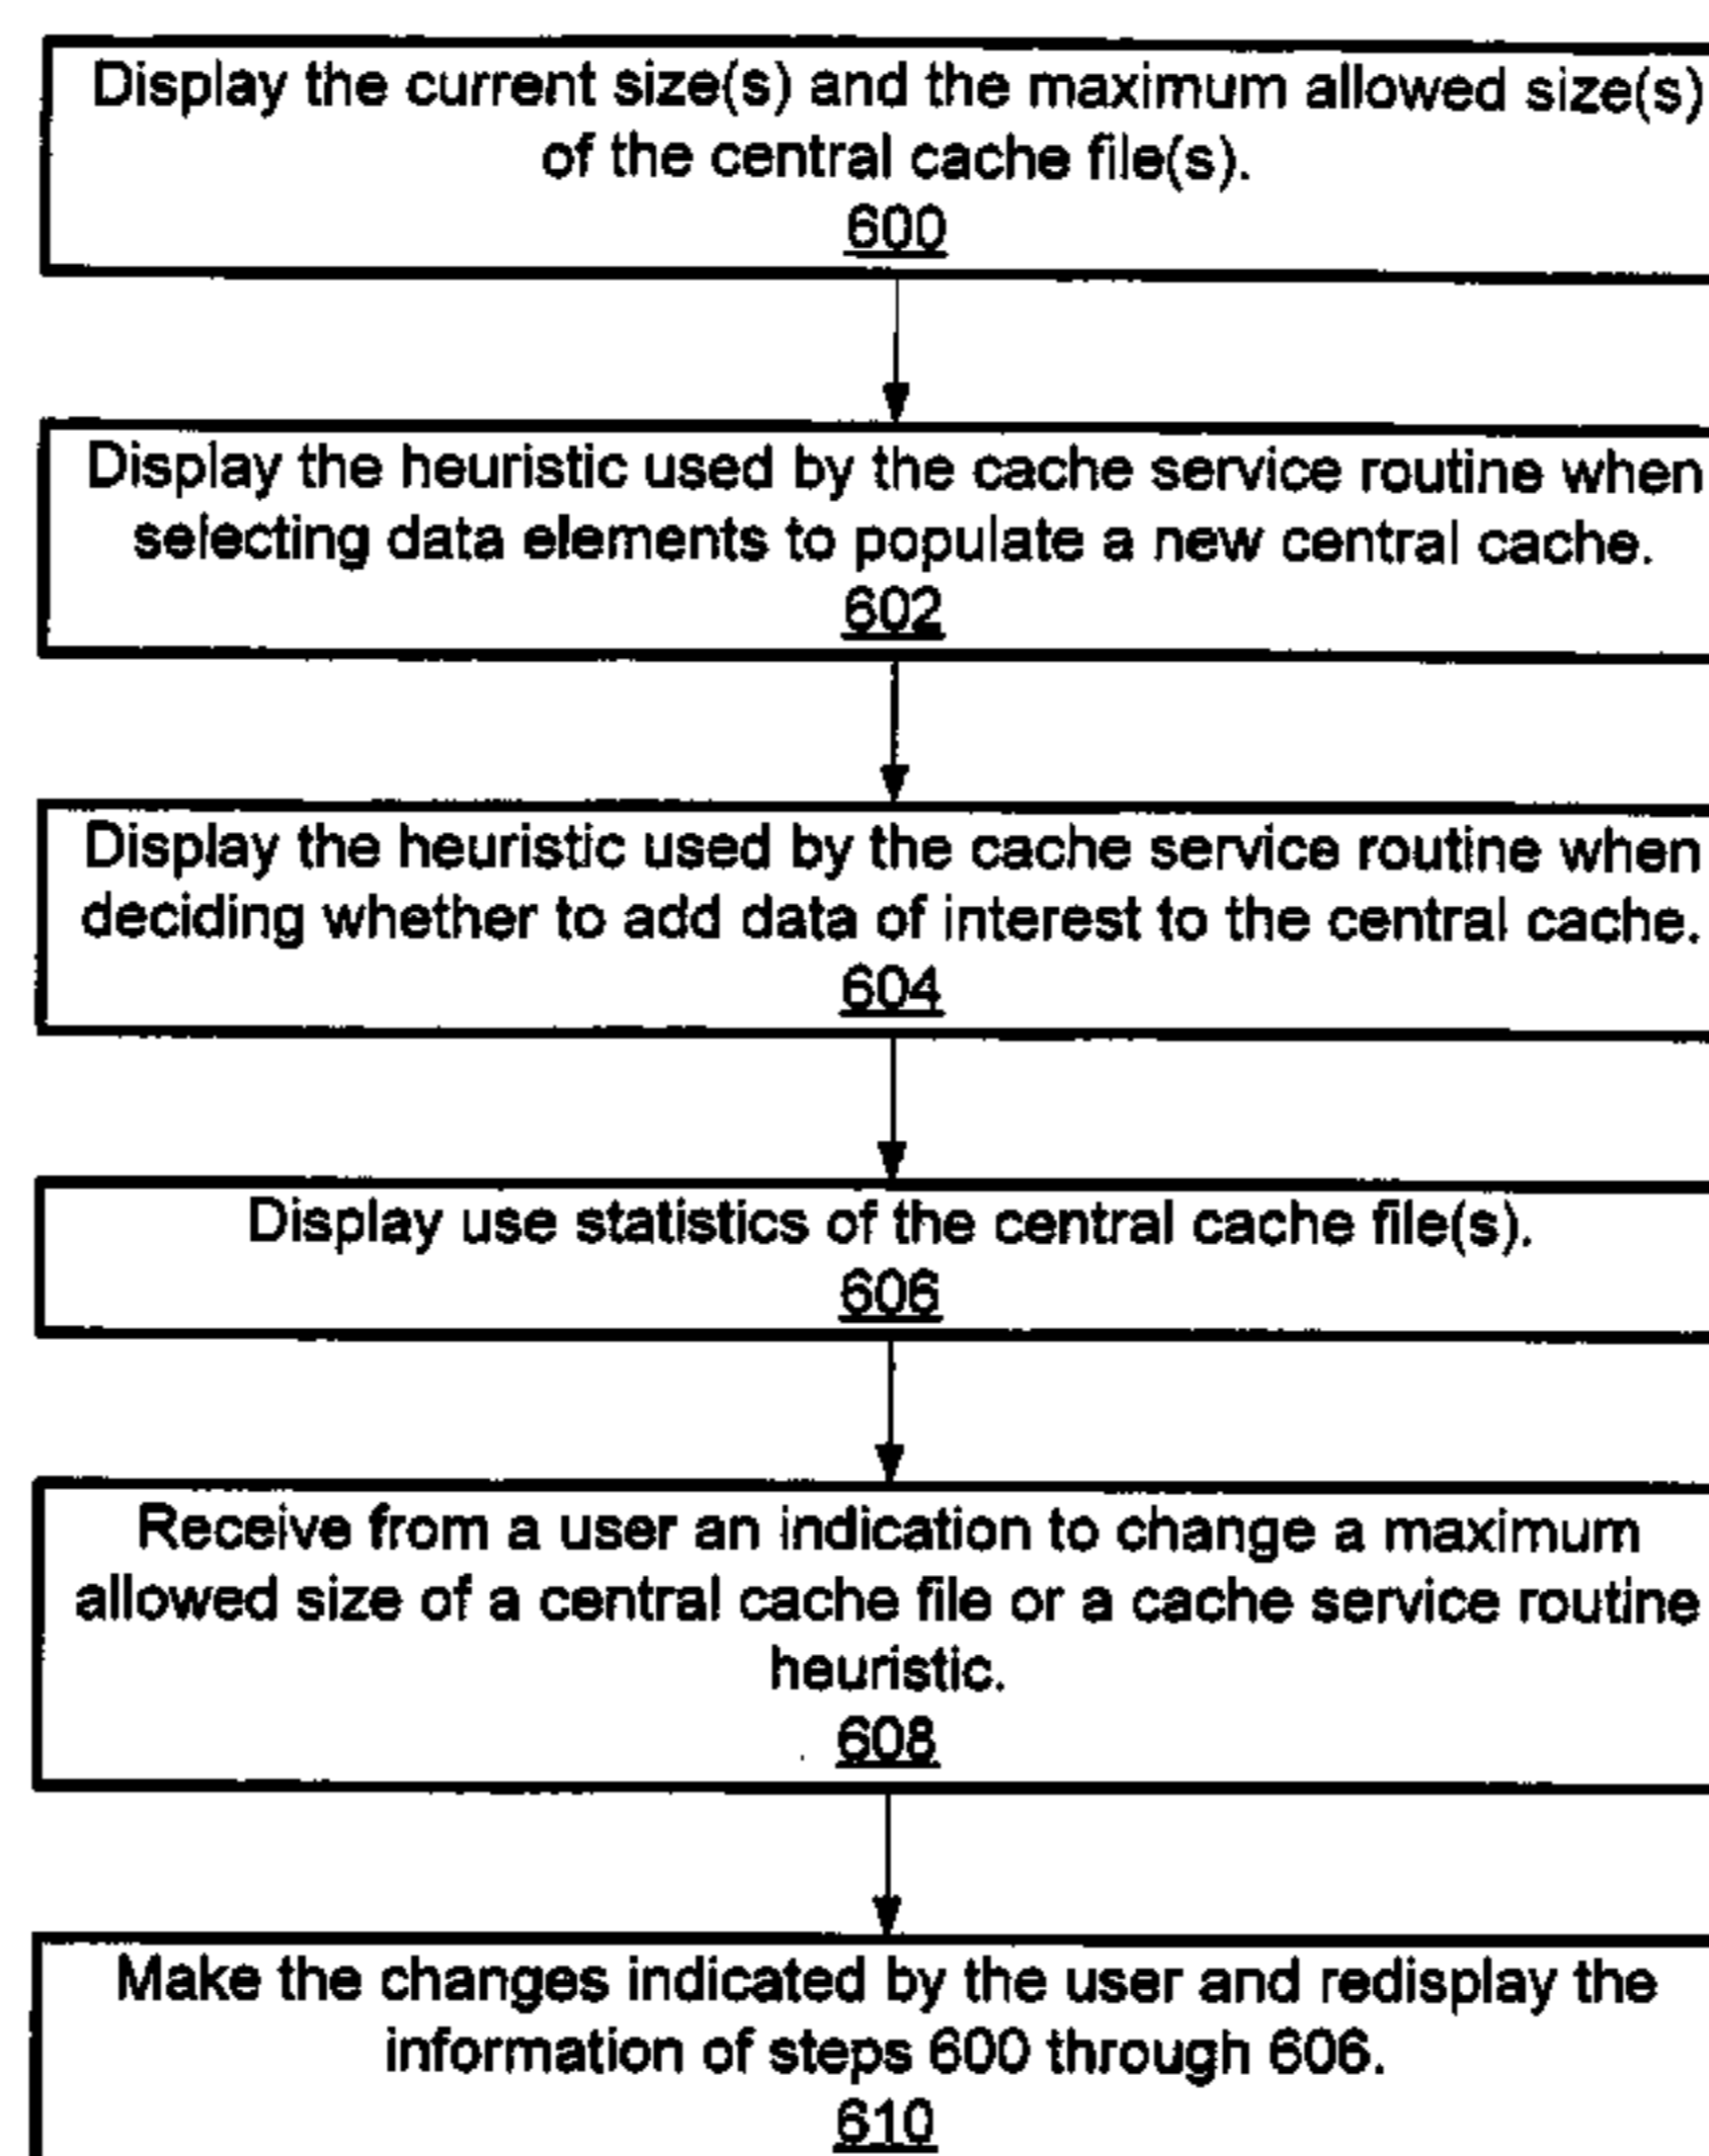 Display the current size(s) and the maximum allowed size(s)
of the central cache file(s).
600
Display the heuristic used by the cache service routine when
selecting data elements to populate a new central cache.
602
Display the heuristic used by the cache service routine when
deciding whether to add data of interest to the central cache.
604
Display use statistics of the central cache file(s).
606
Receive from a user an indication to change a maximum
allowed size of a central cache file or a cache service routine
heuristic.
608
Make the changes indicated by the user and redisplay the
information of steps 600 through 606.
610